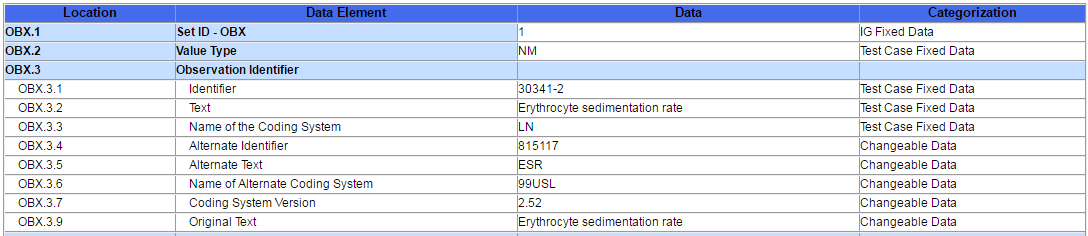 Location Data Element Data Categorization
OBX.1 Set ID - OBX 1 IG Fixed Data
OBX.2 Value Type NM Test Case Fixed Data
OBX.3 Observation Identifier
OBX.3.1 Identifier 30341-2 Test Case Fixed Data
OBX.3.2 Text Erythrocyte sedimentation rate Test Case Fixed Data
OBX.3.3 Name of the Coding System LN Test Case Fixed Data
OBX.3.4 Alternate Identifier 815117 Changeable Data
OBX.3.5 Alternate Text ESR Changeable Data
OBX.3.6 Name of Alternate Coding System 99USL Changeable Data
OBX.3.7 Coding System Version 2.52 Changeable Data
OBX.3.9 Original Text Erythrocyte sedimentation rate Changeable Data